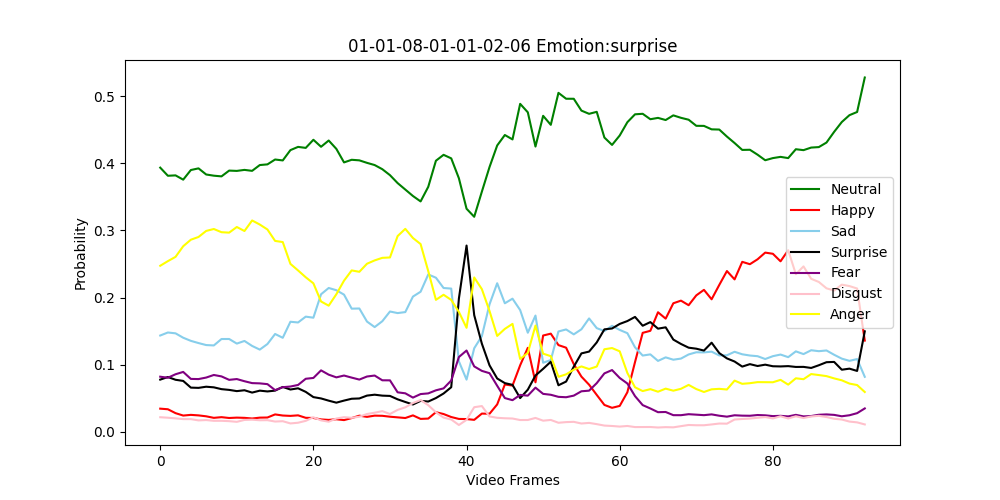 01-01-08-01-01-02-06 Emotion:surprise
Probability
0.5
0.4
0.3
0.2
0.1
0.0
0 20 40 60 80
Video Frames
Neutral
Happy
Sad
Surprise
Fear
Disgust
Anger